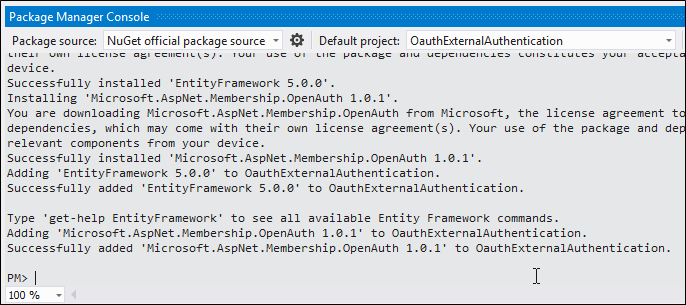 Package Manager Console
Package source: NuGet official package source Default project: OauthExternalAuthentication
their own license agreement(s). Your use of the package and dependencies constitutes your accepta
device.
Successfully installed 'EntityFramework 5.0.0'.
Installing 'Microsoft.AspNet.Membership.OpenAuth 1.0.1'.
You are downloading Microsoft.AspNet.Membership.OpenAuth from Microsoft, the license agreement to
dependencies, which may come with their own license agreement(s). Your use of the package and dep
relevant components from your device.
Successfully installed 'Microsoft.AspNet.Membership.OpenAuth 1.0.1'.
Adding 'EntityFramework 5.0.0' to OauthExternalAuthentication.
Successfully added 'EntityFramework 5.0.0' to OauthExternalAuthentication.
Type 'get-help EntityFramework' to see all available Entity Framework commands.
Adding 'Microsoft.AspNet.Membership.OpenAuth 1.0.1' to OauthExternalAuthentication.
Successfully added 'Microsoft.AspNet.Membership.OpenAuth 1.0.1' to OauthExternalAuthentication.
PM>
100 %